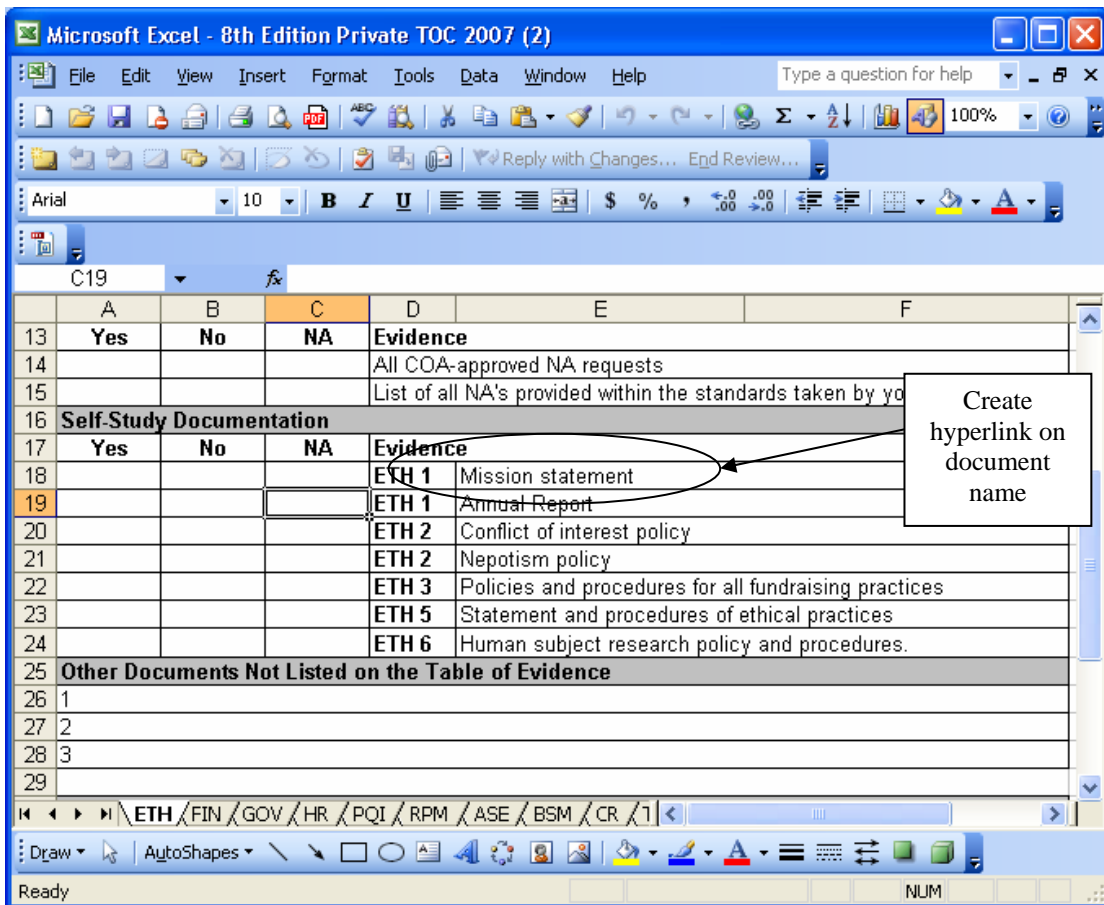 Microsoft Excel - 8th Edition Private TOC 2007 (2)
File Edit View Insert Format Tools Data Window Help Type a question for help
100%
Reply with Changes... End Review...
Arial 10 B I U $ % ,
C19 fx
A B C D E F
13 Yes No NA Evidence
14 All COA-approved NA requests
15 List of all NA's provided within the standards taken by yo
Create
hyperlink on
document
name
16 Self-Study Documentation
17 Yes No NA Evidence
18 ETH 1 Mission statement
19 ETH 1 Annual Report
20 ETH 2 Conflict of interest policy
21 ETH 2 Nepotism policy
22 ETH 3 Policies and procedures for all fundraising practices
23 ETH 5 Statement and procedures of ethical practices
24 ETH 6 Human subject research policy and procedures.
25 Other Documents Not Listed on the Table of Evidence
26 1
27 2
28 3
29
ETH FIN GOV HR PQI RPM ASE BSM CR
Draw AutoShapes
Ready NUM